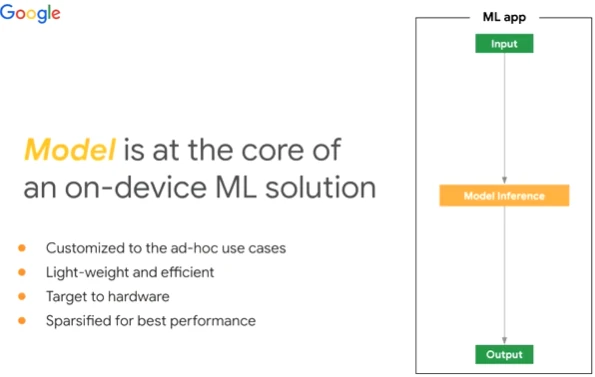 Google
Model is at the core of
an on-device ML solution
Customized to the ad-hoc use cases
Light-weight and efficient
Target to hardware
Sparsified for best performance
ML app
Input
Model Inference
Output